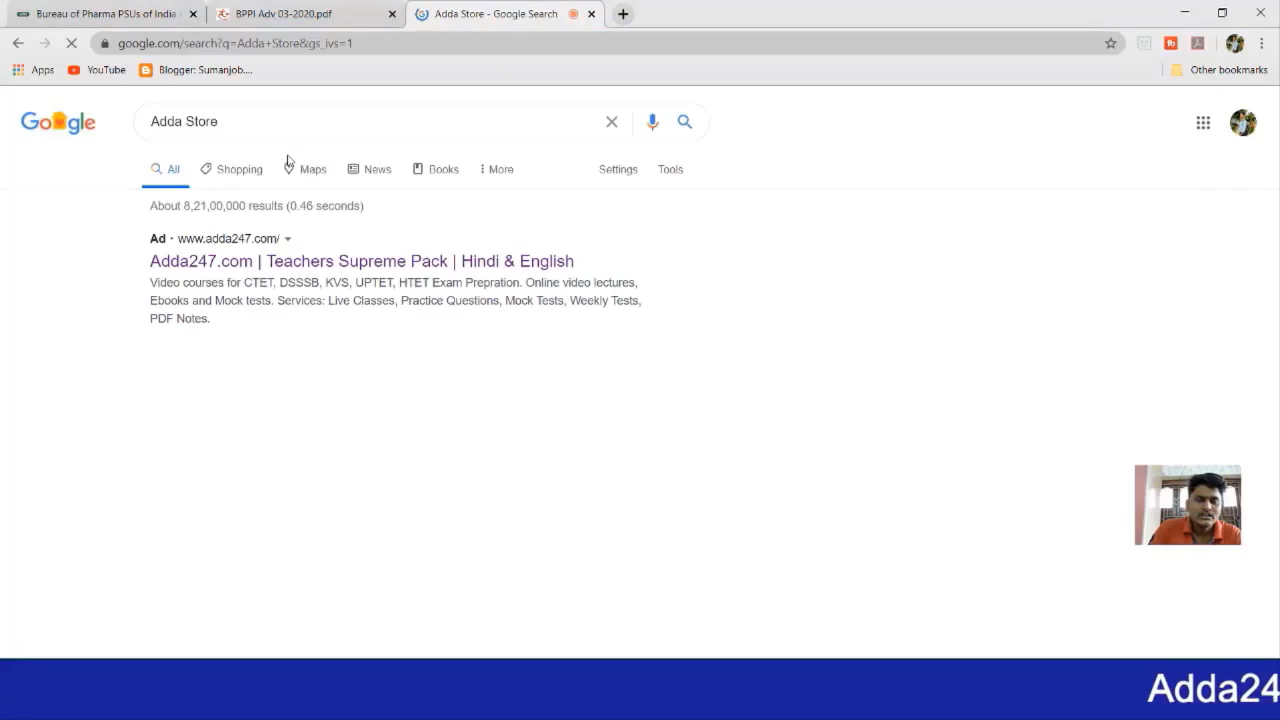 Bureau of Pharma PSUs of India
BPPI Adv 03-2020.pdf
Adda Store - Google Search
google.com/search?q=Adda+Store&gs_ivs=1
Apps
YouTube
Blogger: Sumanjob....
Other bookmarks
Google
Adda Store
All
Shopping
Maps
News
Books
More
Settings
Tools
About 8,21,00,000 results (0.46 seconds)
Ad · www.adda247.com/
Adda247.com | Teachers Supreme Pack | Hindi & English
Video courses for CTET, DSSSB, KVS, UPTET, HTET Exam Prepration. Online video lectures,
Ebooks and Mock tests. Services: Live Classes, Practice Questions, Mock Tests, Weekly Tests,
PDF Notes.
Adda24